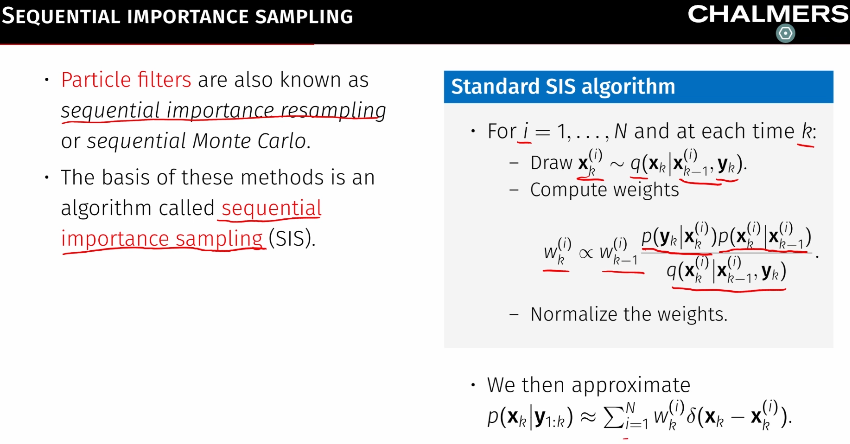 SEQUENTIAL IMPORTANCE SAMPLING
CHALMERS
• Particle filters are also known as
sequential importance resampling
or sequential Monte Carlo.
• The basis of these methods is an
algorithm called sequential
importance sampling (SIS).
Standard SIS algorithm
• For i = 1, . . . , N and at each time k:
– Draw x_k^{(i)} ∼ q(x_k|x_{k−1}^{(i)}, y_k).
– Compute weights
w_k^{(i)} ∝ w_{k−1}^{(i)} \frac{p(y_k|x_k^{(i)})p(x_k^{(i)}|x_{k−1}^{(i)})}{q(x_k^{(i)}|x_{k−1}^{(i)}, y_k)}.
– Normalize the weights.
• We then approximate
p(x_k|y_{1:k}) ≈ ∑_{i=1}^{N} w_k^{(i)} δ(x_k − x_k^{(i)}).